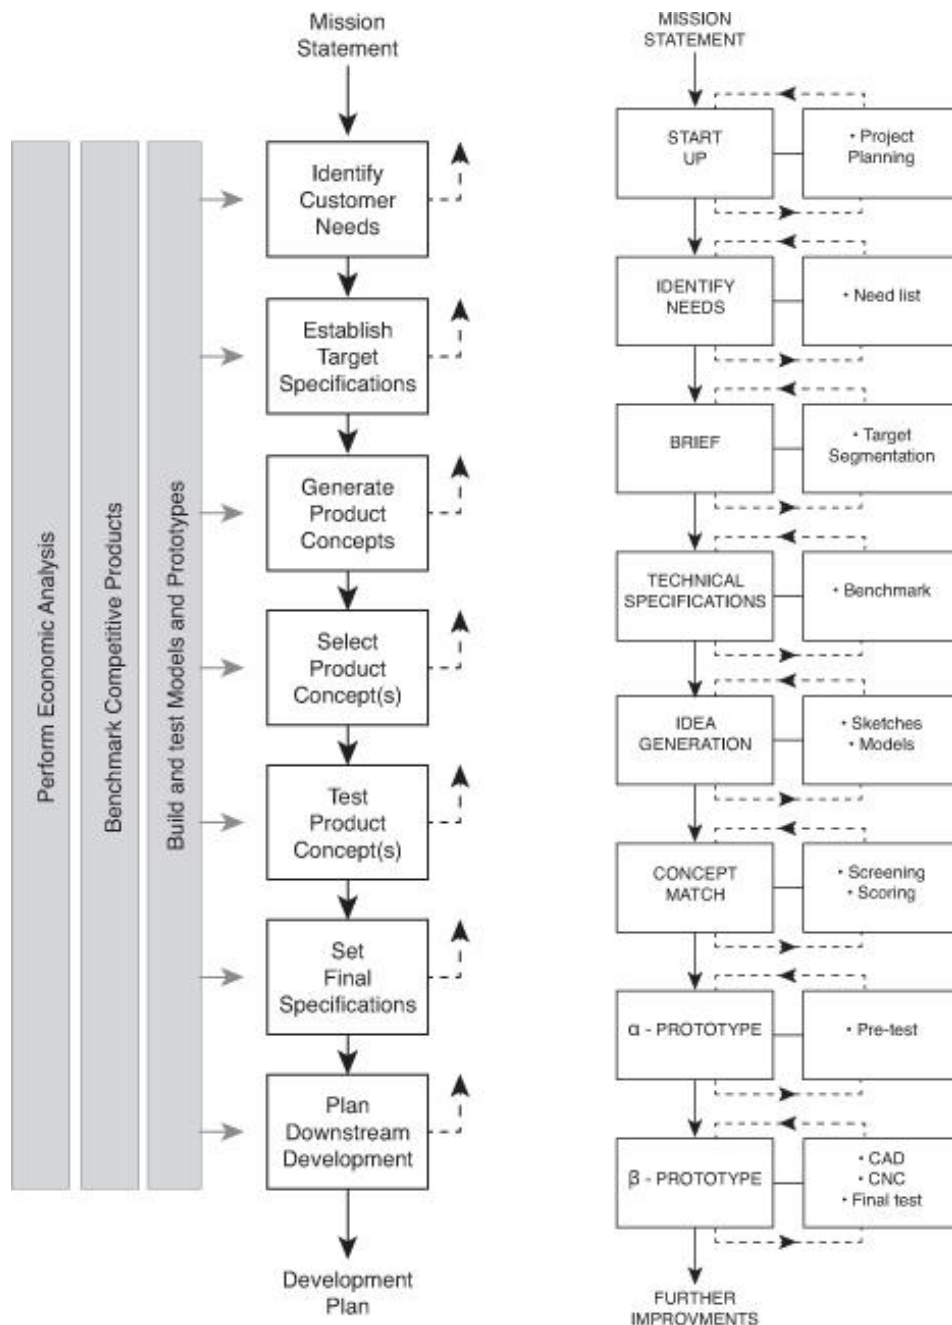 Mission
Statement
Perform Economic Analysis
Benchmark Competitive Products
Build and test Models and Prototypes
Identify
Customer
Needs
Establish
Target
Specifications
Generate
Product
Concepts
Select
Product
Concept(s)
Test
Product
Concept(s)
Set
Final
Specifications
Plan
Downstream
Development
Development
Plan
MISSION
STATEMENT
START
UP
• Project
Planning
IDENTIFY
NEEDS
• Need list
BRIEF
• Target
Segmentation
TECHNICAL
SPECIFICATIONS
• Benchmark
IDEA
GENERATION
• Sketches
• Models
CONCEPT
MATCH
• Screening
• Scoring
α - PROTOTYPE
• Pre-test
β - PROTOTYPE
• CAD
• CNC
• Final test
FURTHER
IMPROVMENTS